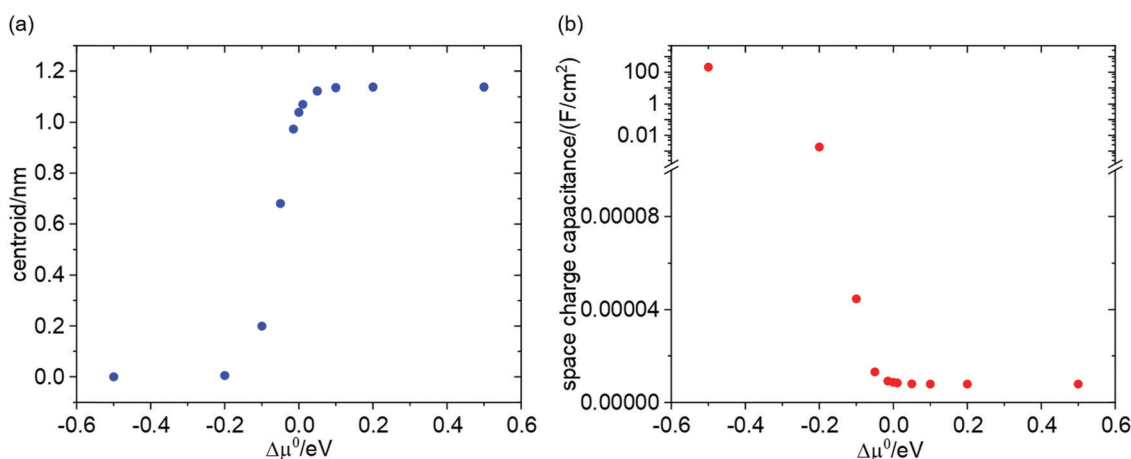 (a)
centroid/nm
1.2
1.0
0.8
0.6
0.4
0.2
0.0
-0.6 -0.4 -0.2 0.0 0.2 0.4 0.6
Δμ⁰/eV
(b)
space charge capacitance/(F/cm²)
100
1
0.01
0.00008
0.00004
0.00000
-0.6 -0.4 -0.2 0.0 0.2 0.4 0.6
Δμ⁰/eV